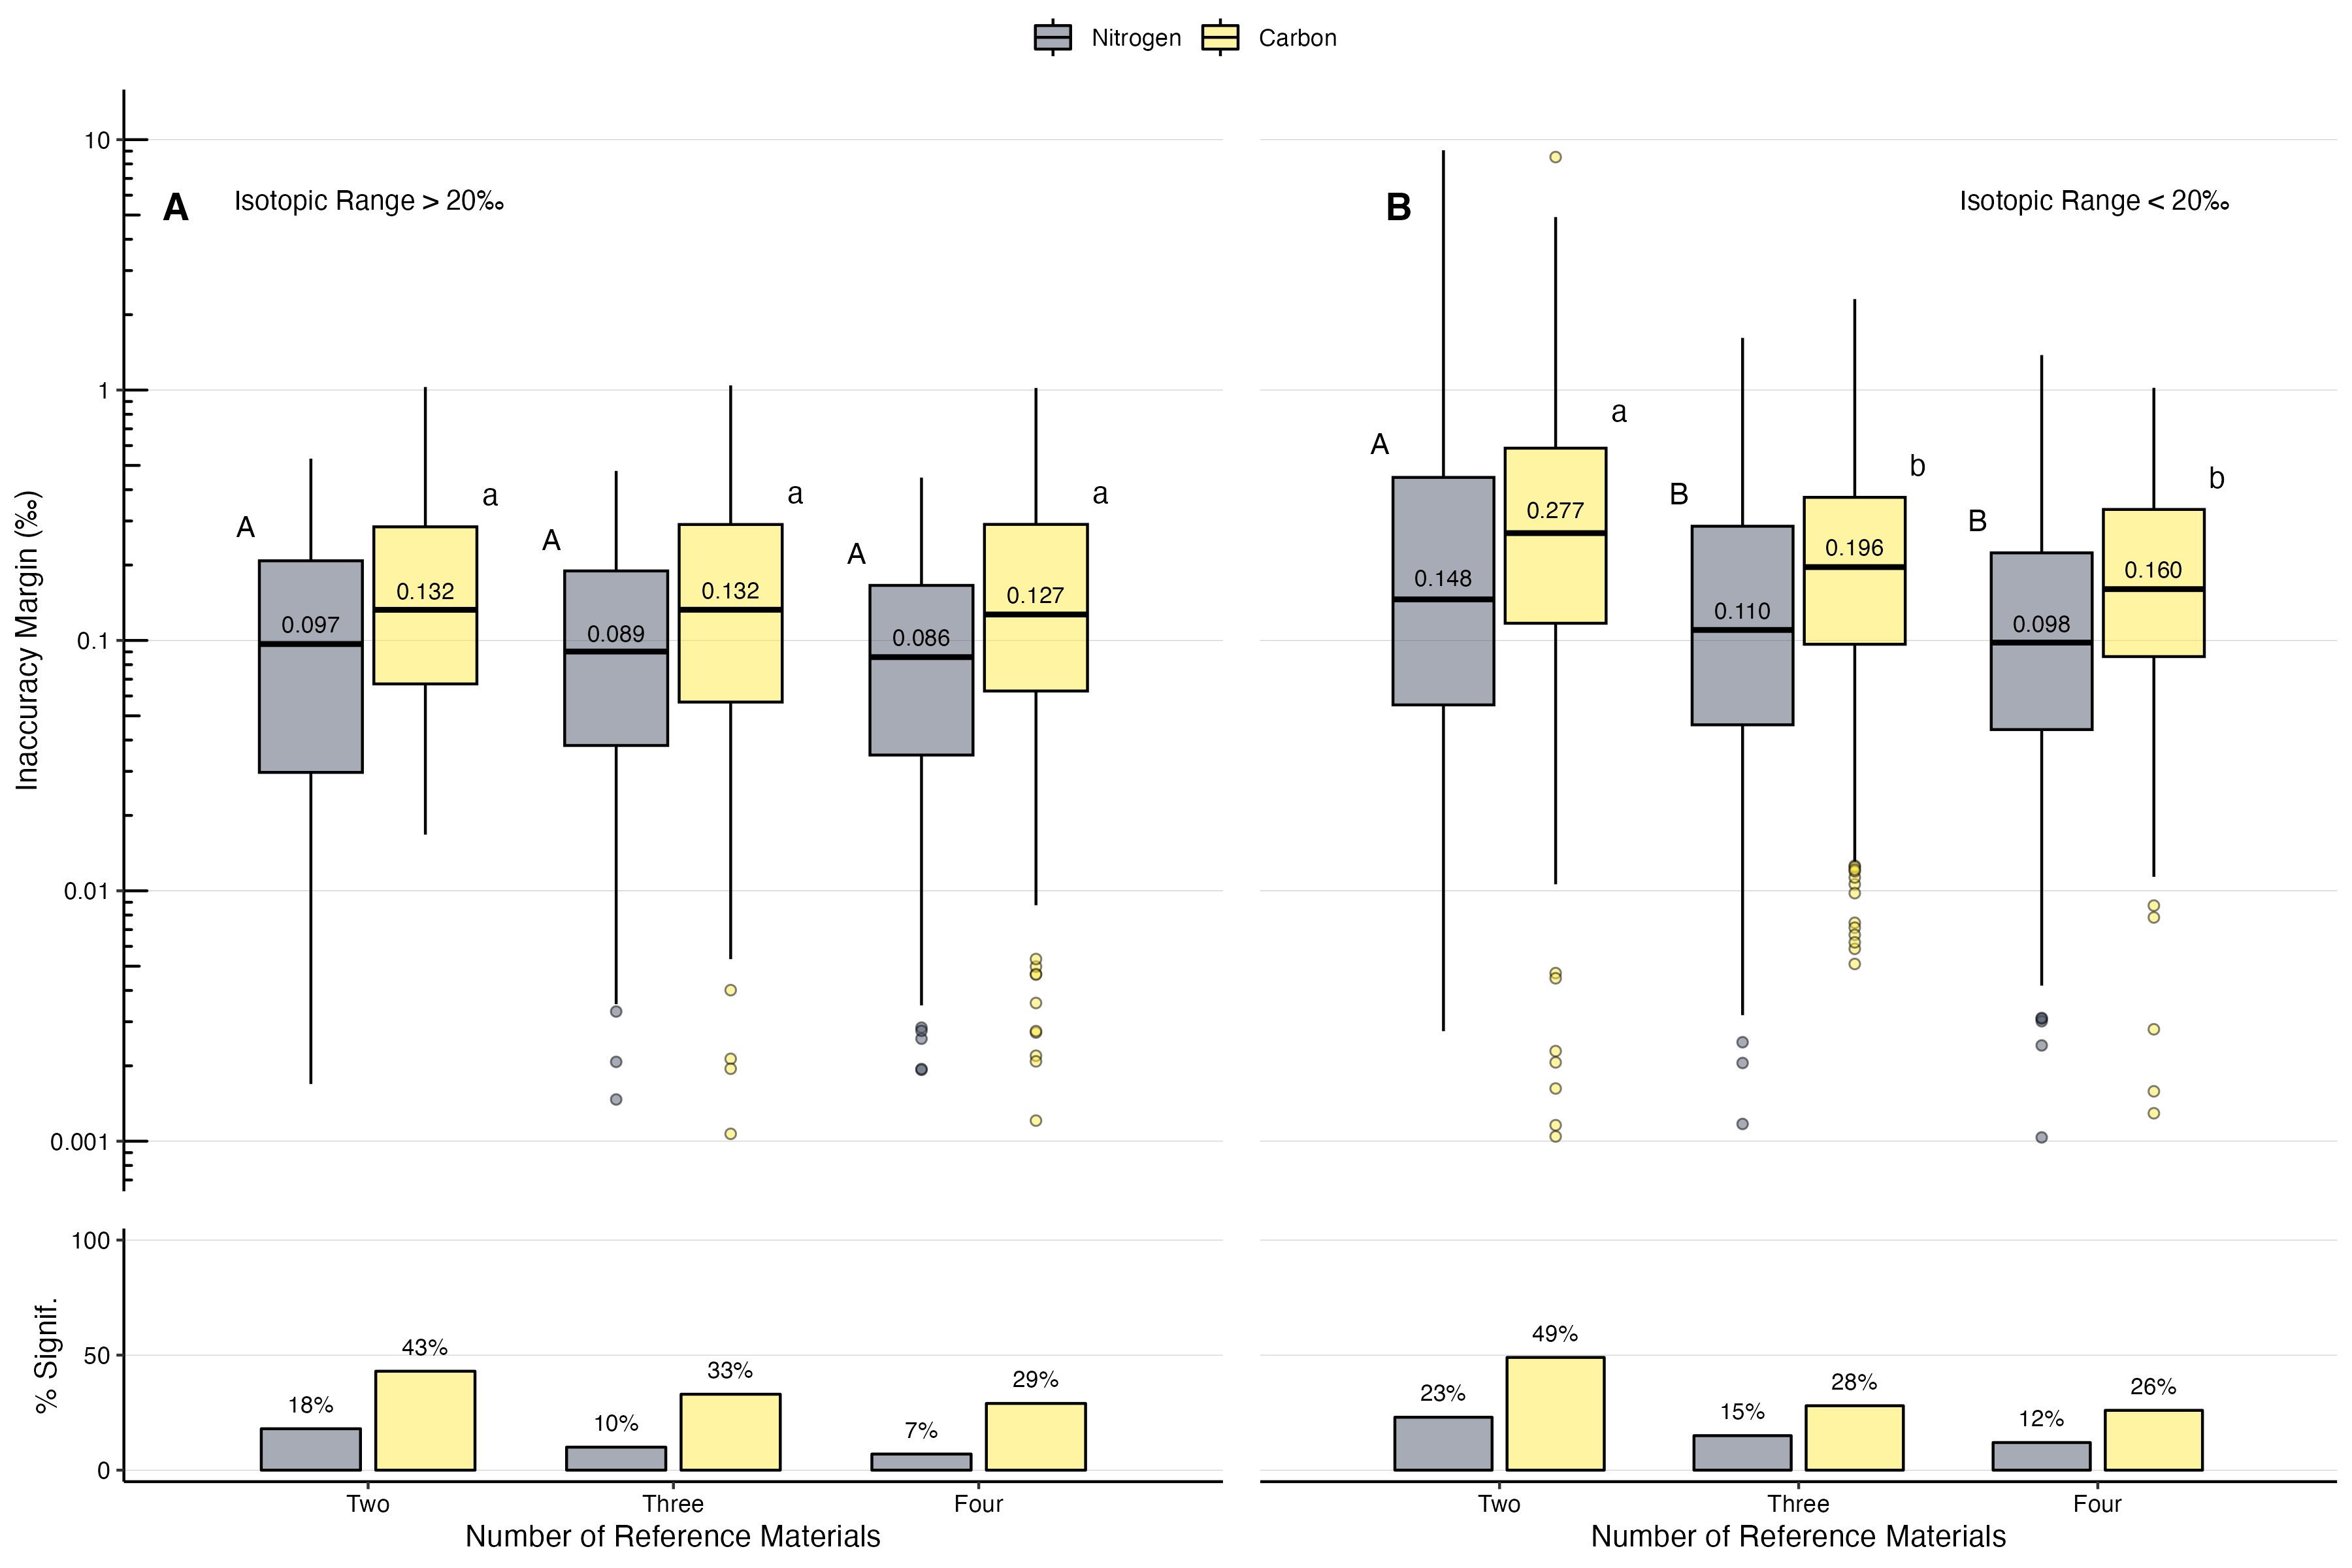 Nitrogen Carbon
Inaccuracy Margin (‰)
10
1
0.1
0.01
0.001
A Isotopic Range > 20‰
A a A a A a
0.097 0.132 0.089 0.132 0.086 0.127
B Isotopic Range < 20‰
A a B b B b
0.148 0.277 0.110 0.196 0.098 0.160
% Signif.
100
50
0
18% 43% 10% 33% 7% 29%
23% 49% 15% 28% 12% 26%
Two Three Four
Number of Reference Materials
Two Three Four
Number of Reference Materials